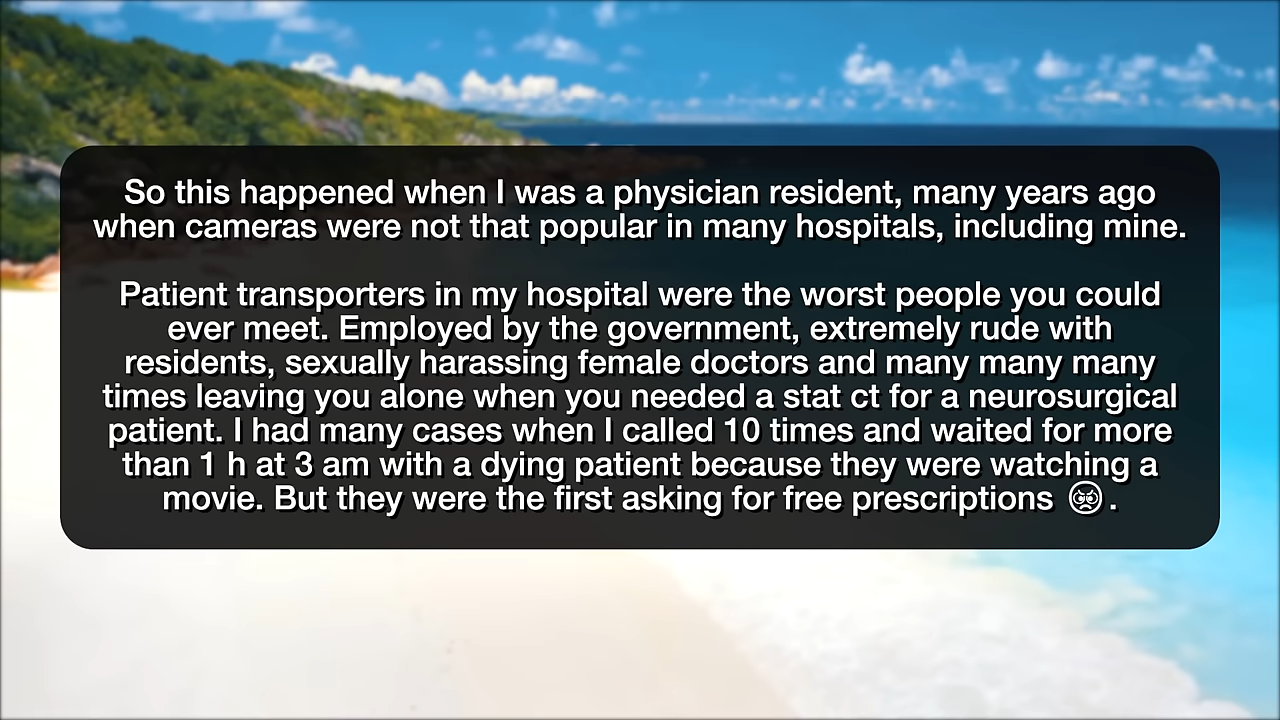 So this happened when I was a physician resident, many years ago
when cameras were not that popular in many hospitals, including mine.
Patient transporters in my hospital were the worst people you could
ever meet. Employed by the government, extremely rude with
residents, sexually harassing female doctors and many many many
times leaving you alone when you needed a stat ct for a neurosurgical
patient. I had many cases when I called 10 times and waited for more
than 1 h at 3 am with a dying patient because they were watching a
movie. But they were the first asking for free prescriptions 😡.